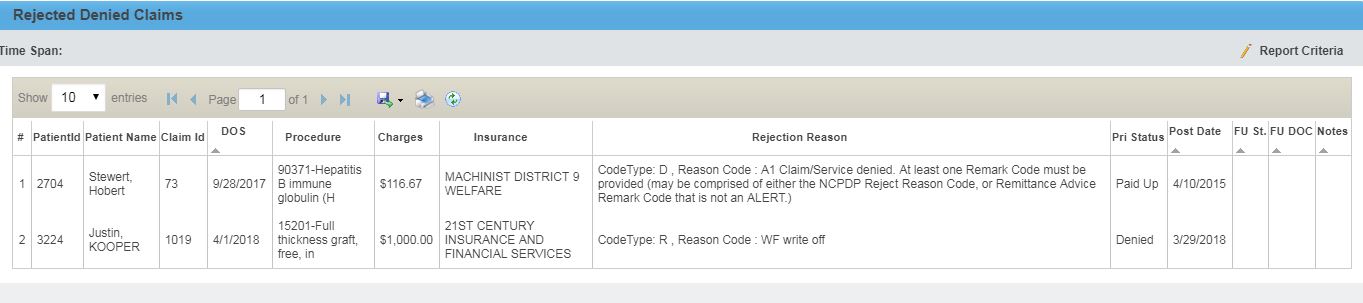 Rejected Denied Claims
Time Span:
Report Criteria
Show 10 entries Page 1 of 1
# PatientId Patient Name Claim Id DOS Procedure Charges Insurance Rejection Reason Pri Status Post Date FU St. FU DOC Notes
1 2704 Stewert, Hobert 73 9/28/2017 90371-Hepatitis B immune globulin (H $116.67 MACHINIST DISTRICT 9 WELFARE CodeType: D , Reason Code : A1 Claim/Service denied. At least one Remark Code must be provided (may be comprised of either the NCPDP Reject Reason Code, or Remittance Advice Remark Code that is not an ALERT.) Paid Up 4/10/2015
2 3224 Justin, KOOPER 1019 4/1/2018 15201-Full thickness graft, free, in $1,000.00 21ST CENTURY INSURANCE AND FINANCIAL SERVICES CodeType: R , Reason Code : WF write off Denied 3/29/2018